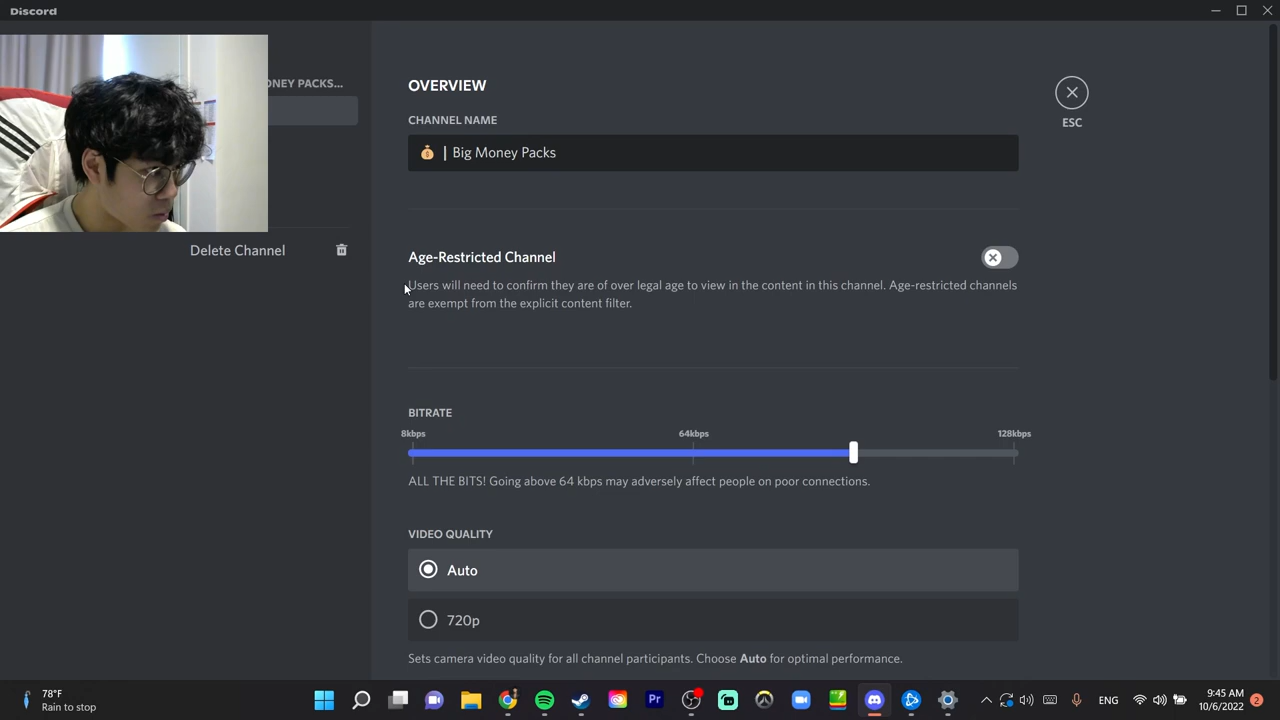 Discord
ONEY PACKS...
Delete Channel
OVERVIEW
CHANNEL NAME
💰 | Big Money Packs
ESC
Age-Restricted Channel
Users will need to confirm they are of over legal age to view in the content in this channel. Age-restricted channels
are exempt from the explicit content filter.
BITRATE
8kbps 64kbps 128kbps
ALL THE BITS! Going above 64 kbps may adversely affect people on poor connections.
VIDEO QUALITY
Auto
720p
Sets camera video quality for all channel participants. Choose Auto for optimal performance.
78°F
Rain to stop
Pr
ENG
9:45 AM
10/6/2022
2